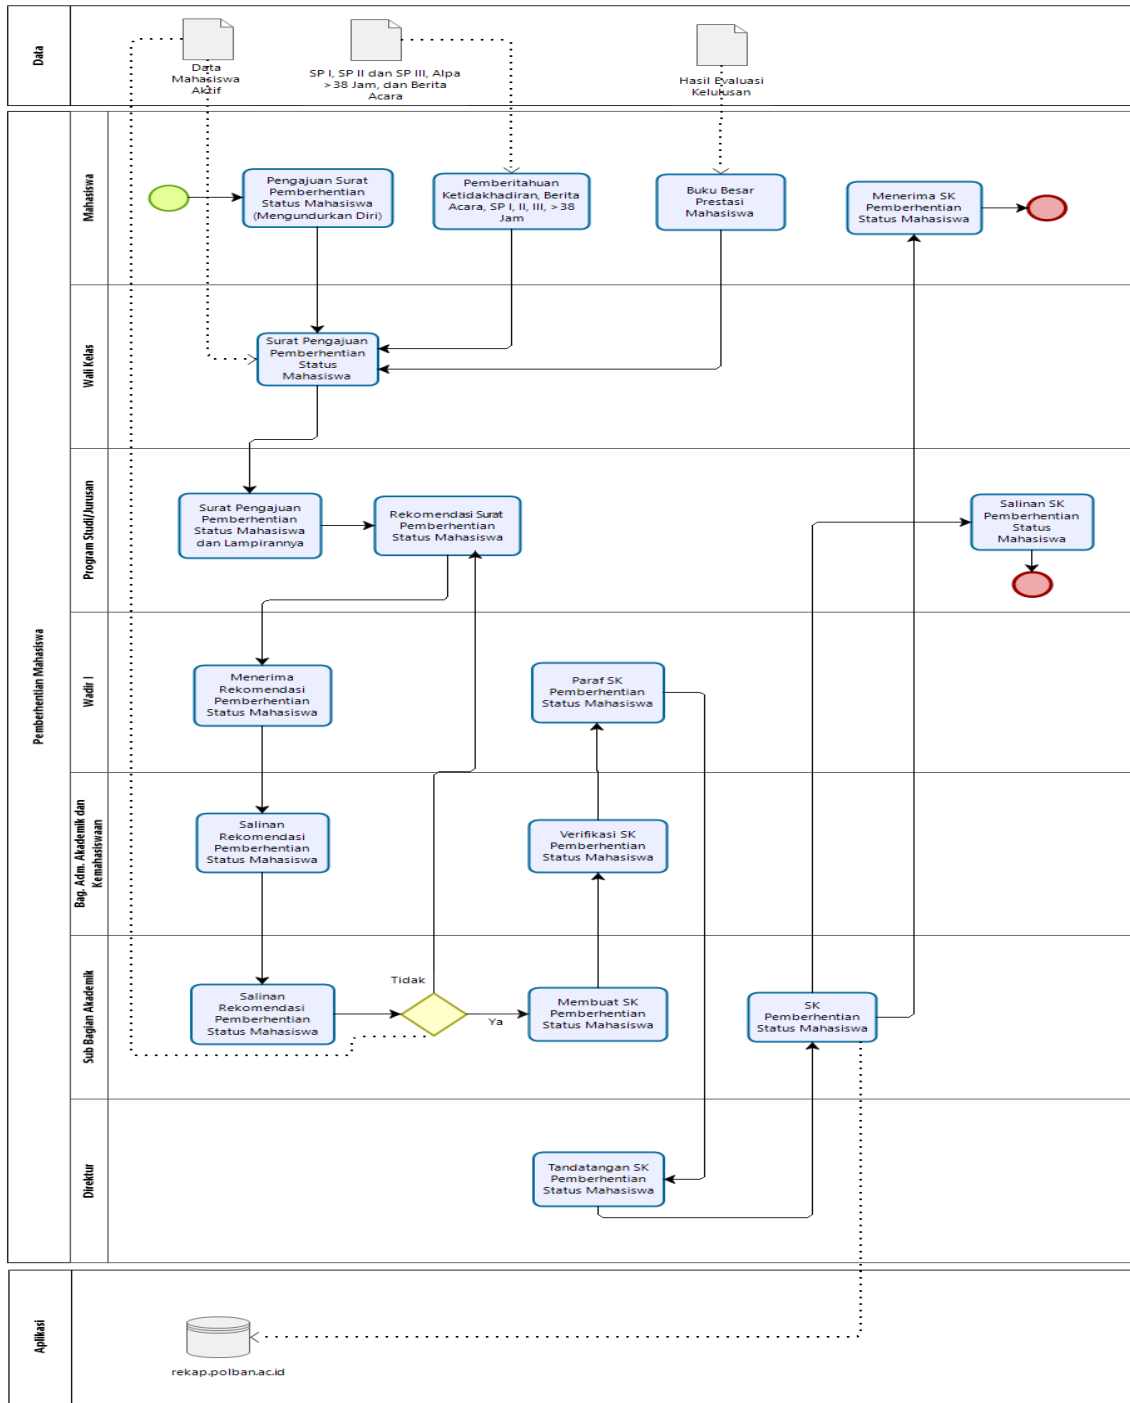 Data
Data
Mahasiswa
Aktif
SP I, SP II dan SP III, Alpa
>38 Jam, dan Berita
Acara
Hasil Evaluasi
Kelulusan
Pemberhentian Mahasiswa
Mahasiswa
Pengajuan Surat
Pemberhentian
Status Mahasiswa
(Mengundurkan Diri)
Pemberitahuan
Ketidakhadiran, Berita
Acara, SP I, II, III, >38
Jam
Buku Besar
Prestasi
Mahasiswa
Menerima SK
Pemberhentian
Status Mahasiswa
Wali Kelas
Surat Pengajuan
Pemberhentian
Status
Mahasiswa
Program Studi/Jurusan
Surat Pengajuan
Pemberhentian
Status Mahasiswa
dan Lampirannya
Rekomendasi Surat
Pemberhentian
Status Mahasiswa
Salinan SK
Pemberhentian
Status
Mahasiswa
Wadir I
Menerima
Rekomendasi
Pemberhentian
Status Mahasiswa
Paraf SK
Pemberhentian
Status Mahasiswa
Bag. Adm. Akademik dan
Kemahasiswaan
Salinan
Rekomendasi
Pemberhentian
Status Mahasiswa
Verifikasi SK
Pemberhentian
Status Mahasiswa
Sub Bagian Akademik
Salinan
Rekomendasi
Pemberhentian
Status Mahasiswa
Tidak
Ya
Membuat SK
Pemberhentian
Status Mahasiswa
SK
Pemberhentian
Status Mahasiswa
Direktur
Tandatangan SK
Pemberhentian
Status Mahasiswa
Aplikasi
rekap.polban.ac.id